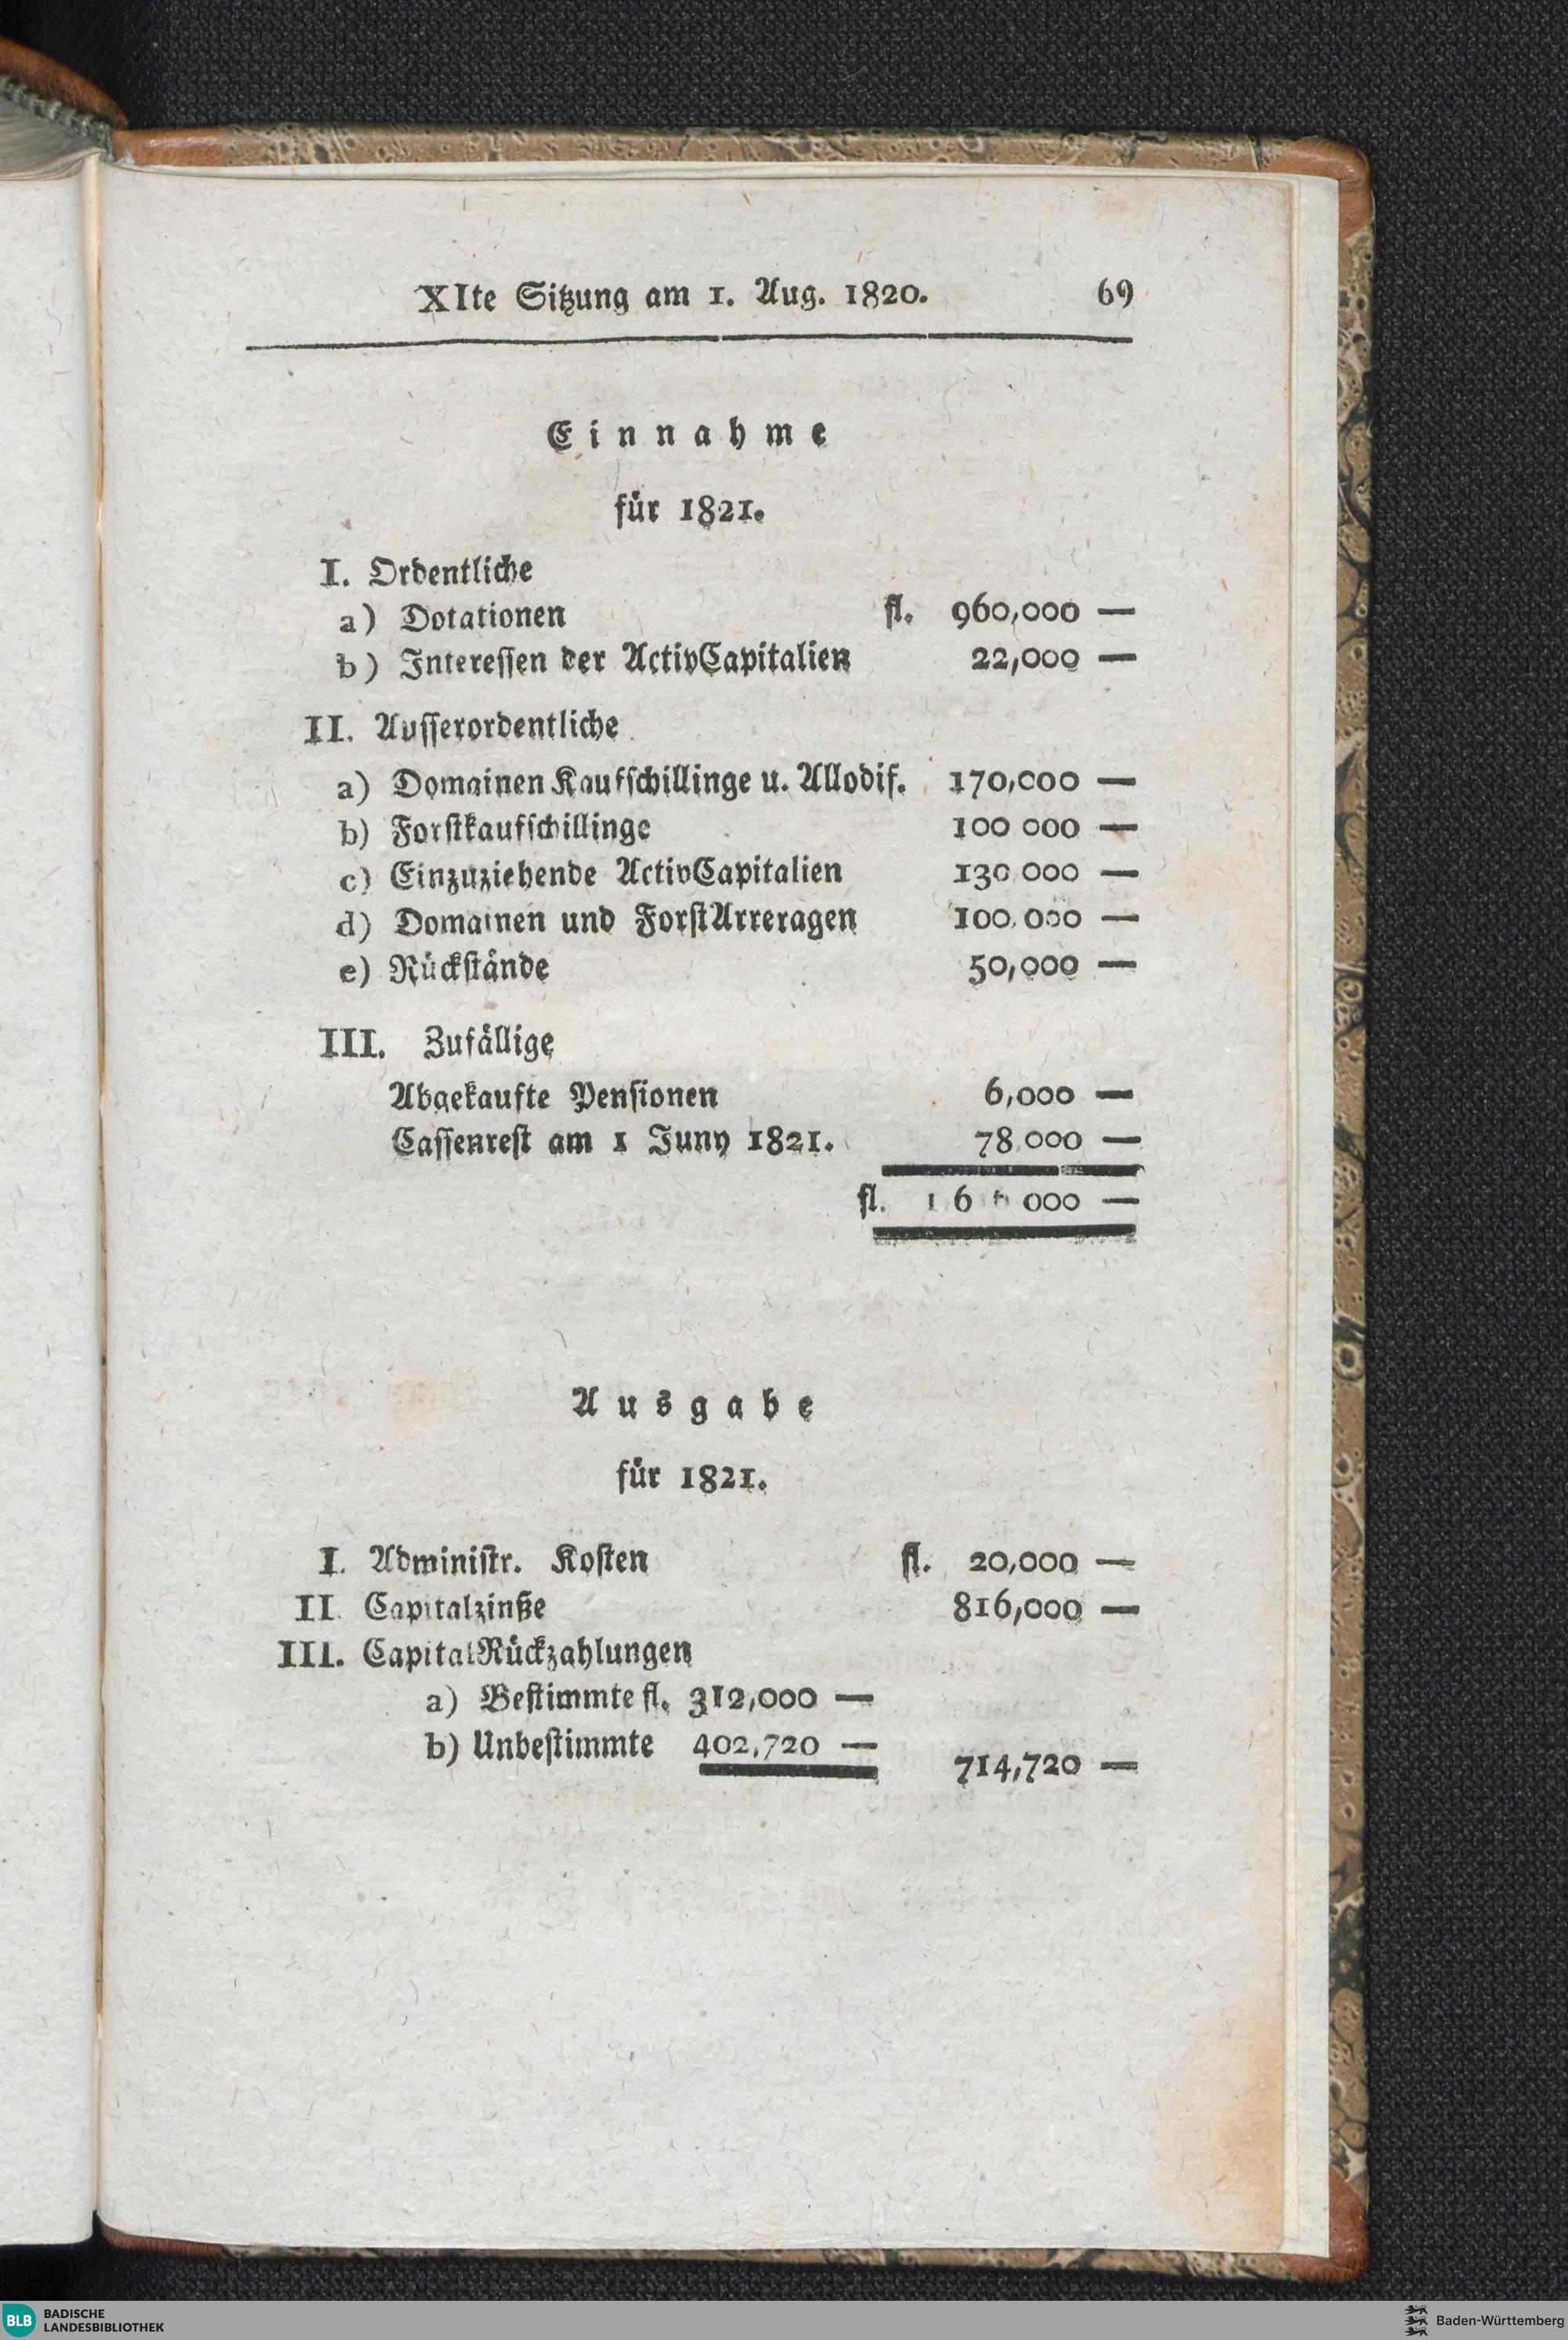 XIte Sitzung am 1. Aug. 1820. 69
Einnahme
für 1821.
I. Ordentliche
a) Dotationen fl. 960,000 —
b) Interessen der ActivCapitalien 22,000 —
II. Ausserordentliche
a) Domainen Kaufschillinge u. Allodif. 170,000 —
b) Forstkaufschillinge 100 000 —
c) Einzuziehende ActivCapitalien 130 000 —
d) Domainen und ForstArreragen 100,000 —
e) Rückstände 50,000 —
III. Zufällige
Abgekaufte Pensionen 6,000 —
Cassenrest am 1 Juny 1821. 78,000 —
fl. 000 —
Ausgabe
für 1821.
I. Administr. Kosten fl. 20,000 —
II. Capitalzinße 816,000 —
III. CapitalRückzahlungen
a) Bestimmte fl. 312,000 —
b) Unbestimmte 402,720 — 714,720 —
BLB BADISCHE LANDESBIBLIOTHEK
Baden-Württemberg